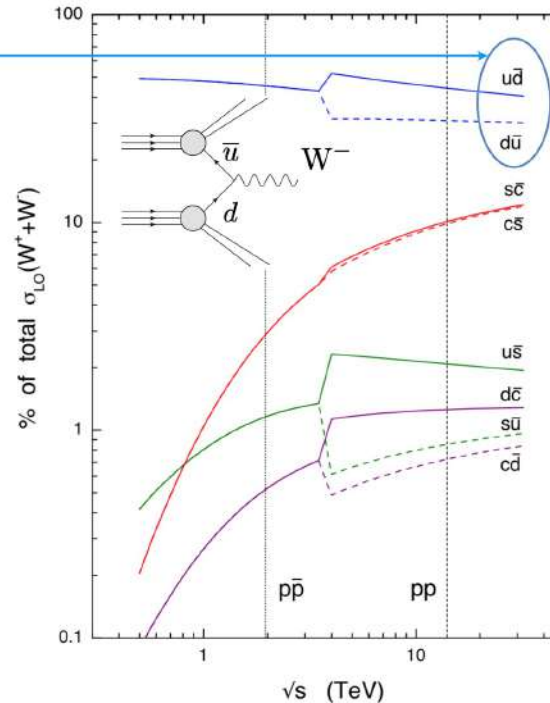 100
10
1
0.1
% of total σ_LO(W⁺+W⁻)
ū
W⁻
d
ud̄
dū
sc̄
cs̄
us̄
dc̄
sū
cd̄
pp̄
pp
1
10
√s (TeV)